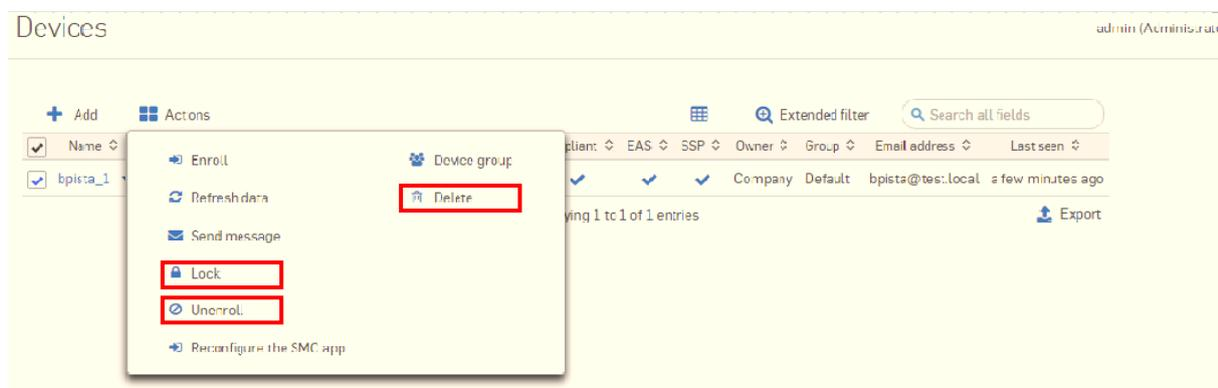 Devices
admin (Administrat
Add Actions Extended filter Search all fields
Name pliant EAS SSP Owner Group Email address Last seen
bpista_1 Company Default bpista@test.local a few minutes ago
ying 1 to 1 of 1 entries Export
Enroll Device group
Refresh data Delete
Send message
Lock
Unenroll
Reconfigure the SMC app